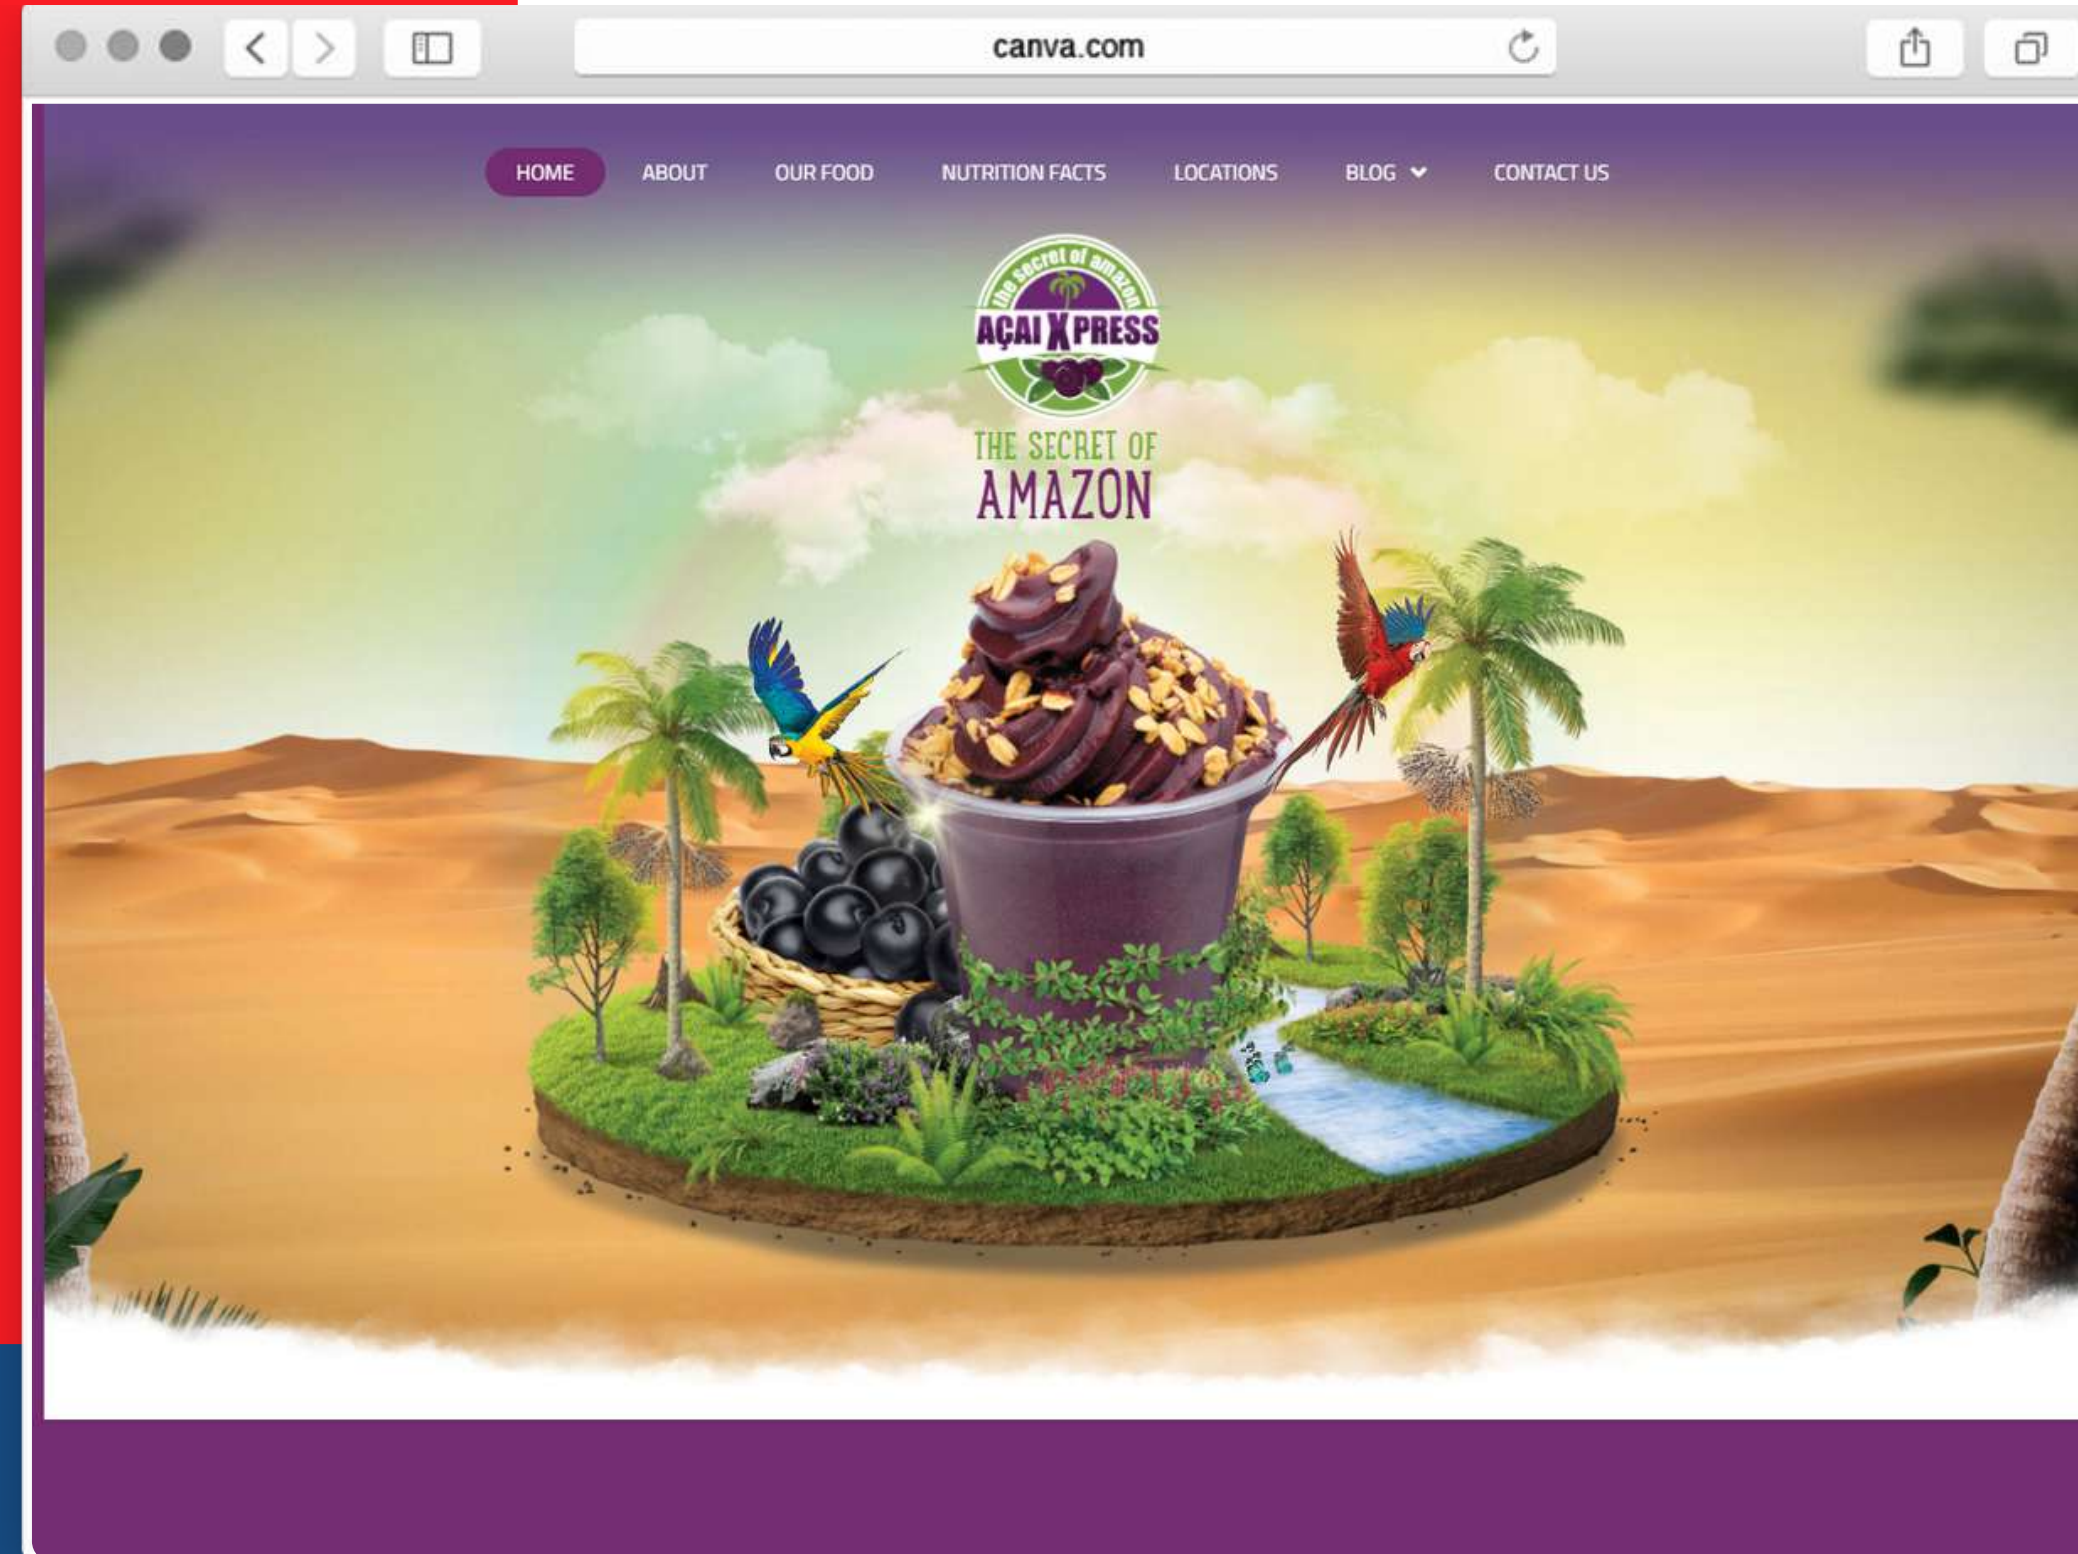 canva.com
HOME ABOUT OUR FOOD NUTRITION FACTS LOCATIONS BLOG CONTACT US
the secret of amazon
AÇAI X PRESS
THE SECRET OF
AMAZON